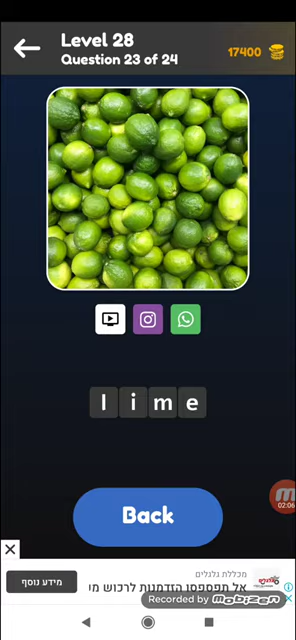 Level 28
Question 23 of 24
17400
l i m e
Back
02:06
מכללת גלגלים
אל תפספסו הזדמנות לרכוש מי
מידע נוסף
Recorded by mobizen